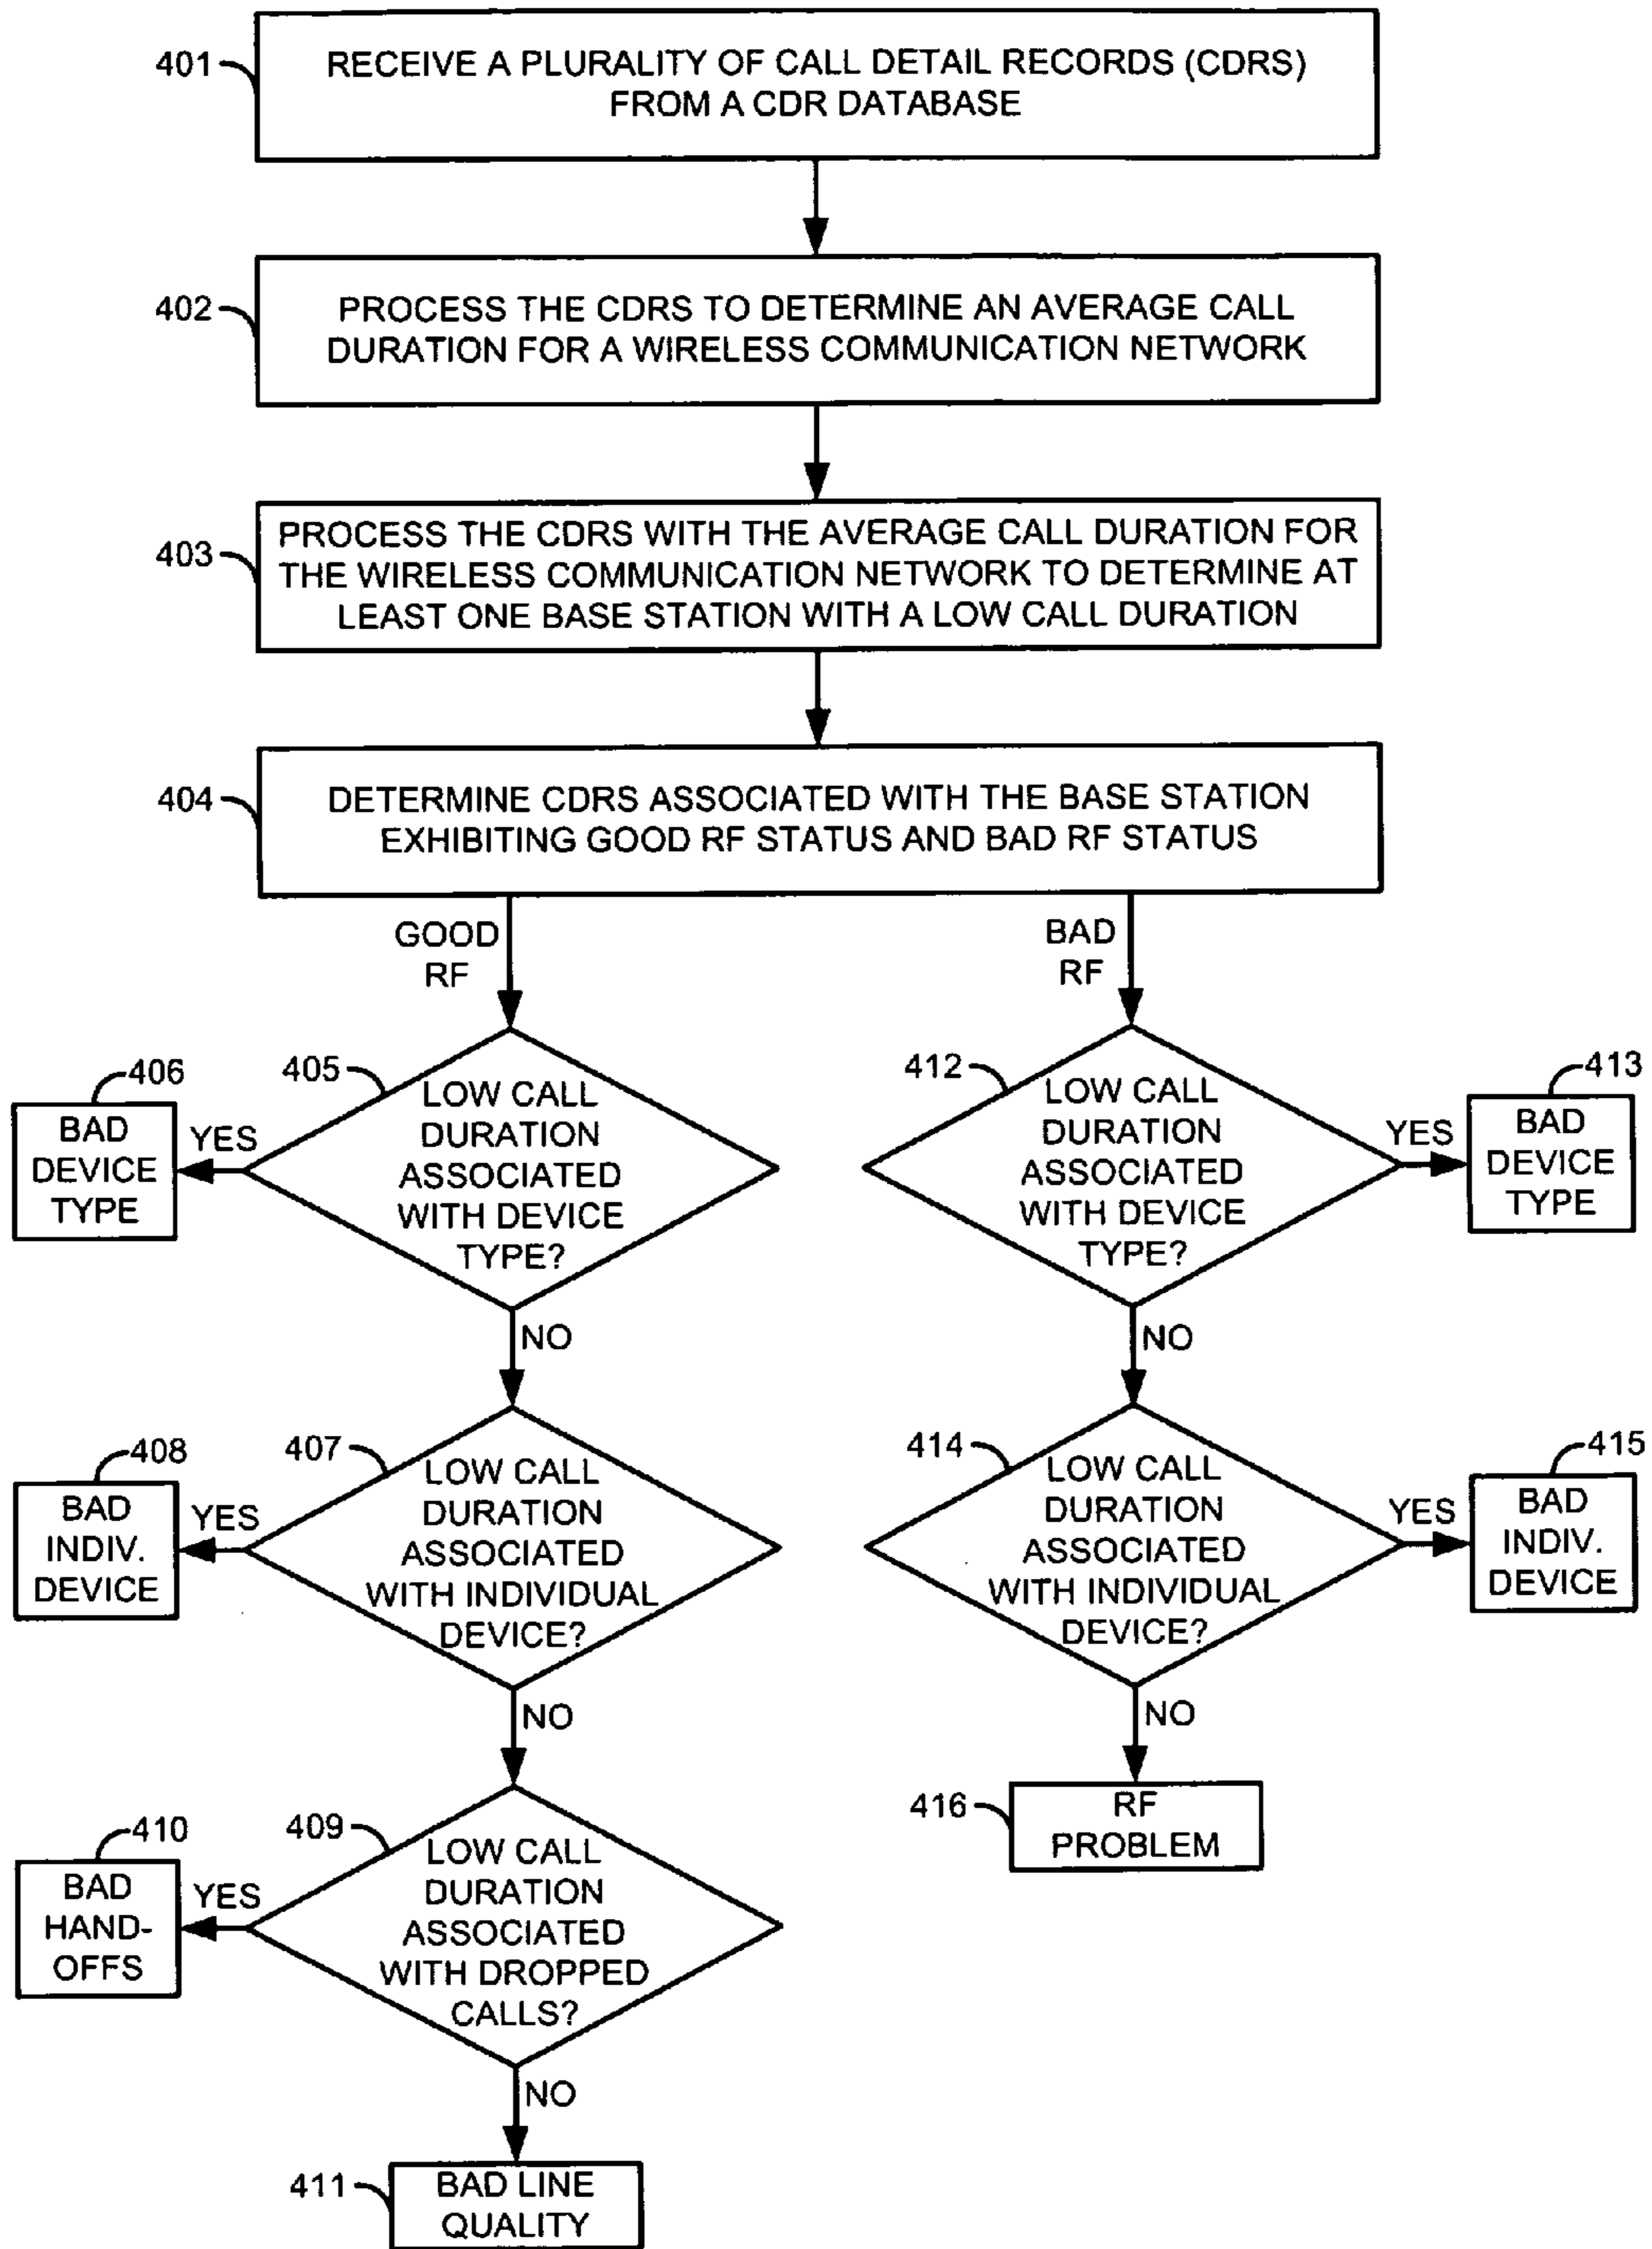 401
RECEIVE A PLURALITY OF CALL DETAIL RECORDS (CDRS)
FROM A CDR DATABASE
402
PROCESS THE CDRS TO DETERMINE AN AVERAGE CALL
DURATION FOR A WIRELESS COMMUNICATION NETWORK
403
PROCESS THE CDRS WITH THE AVERAGE CALL DURATION FOR
THE WIRELESS COMMUNICATION NETWORK TO DETERMINE AT
LEAST ONE BASE STATION WITH A LOW CALL DURATION
404
DETERMINE CDRS ASSOCIATED WITH THE BASE STATION
EXHIBITING GOOD RF STATUS AND BAD RF STATUS
GOOD
RF
BAD
RF
405
LOW CALL
DURATION
ASSOCIATED
WITH DEVICE
TYPE?
YES
406
BAD
DEVICE
TYPE
NO
407
LOW CALL
DURATION
ASSOCIATED
WITH INDIVIDUAL
DEVICE?
YES
408
BAD
INDIV.
DEVICE
NO
409
LOW CALL
DURATION
ASSOCIATED
WITH DROPPED
CALLS?
YES
410
BAD
HAND-
OFFS
NO
411
BAD LINE
QUALITY
412
LOW CALL
DURATION
ASSOCIATED
WITH DEVICE
TYPE?
YES
413
BAD
DEVICE
TYPE
NO
414
LOW CALL
DURATION
ASSOCIATED
WITH INDIVIDUAL
DEVICE?
YES
415
BAD
INDIV.
DEVICE
NO
416
RF
PROBLEM